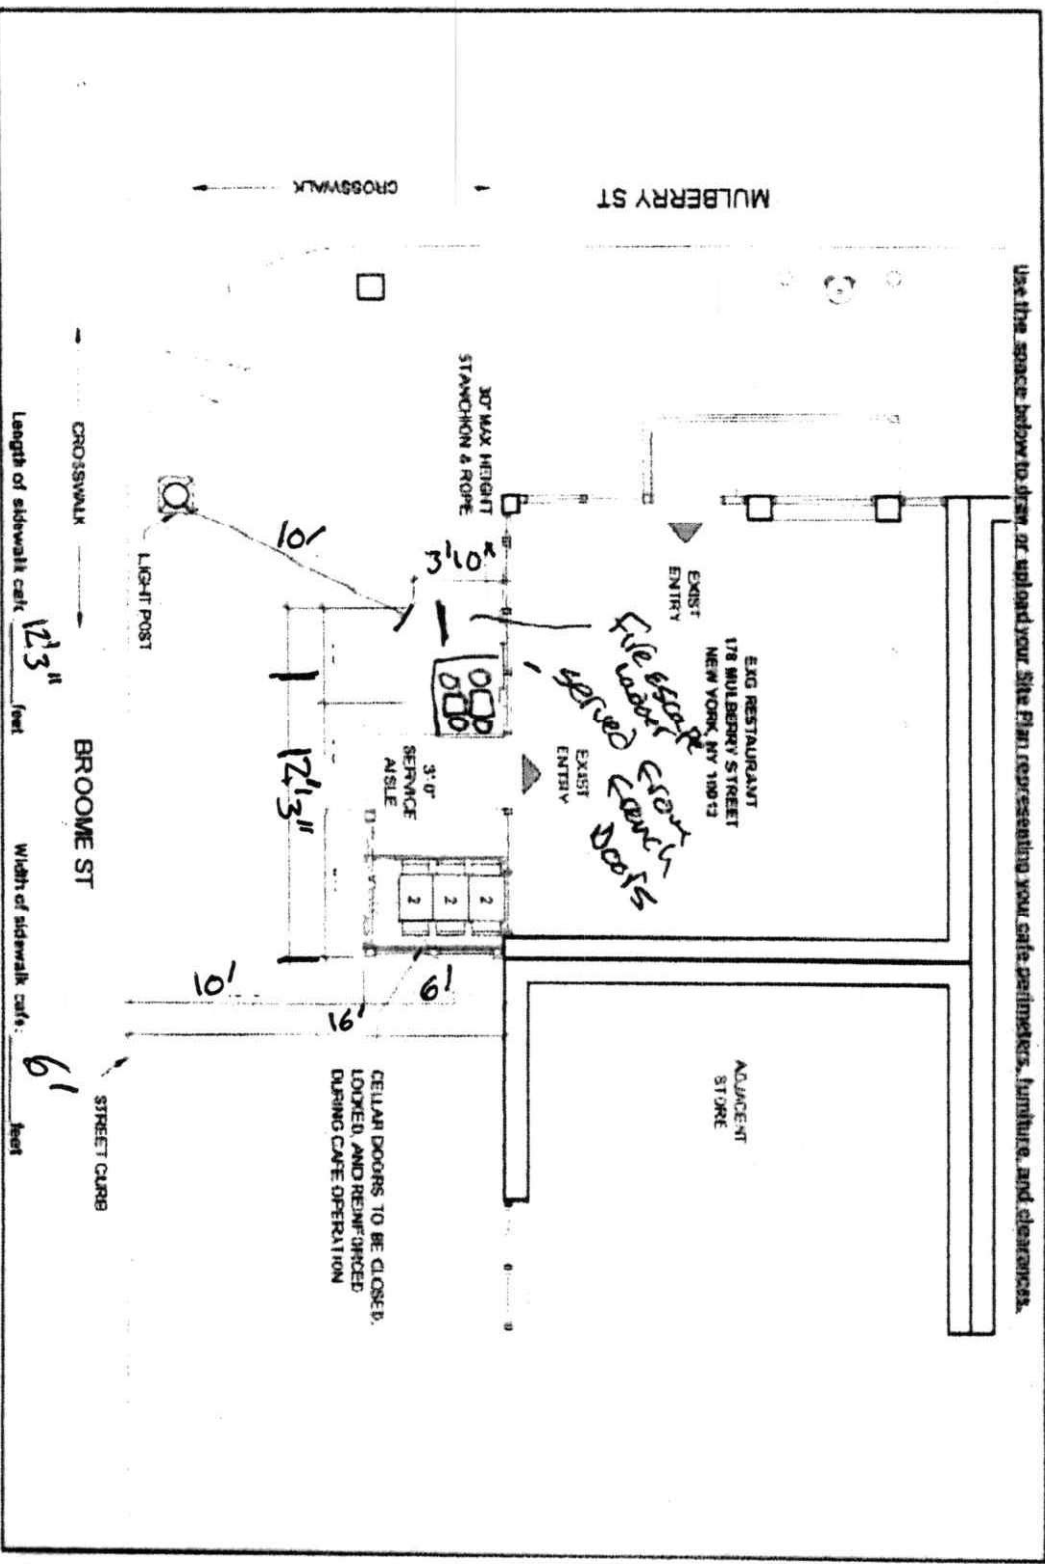 Use the space below to draw or upload your Site Plan representing your cafe perimeters, furniture, and clearances.
MULBERRY ST
CROSSWALK
EXIST
ENTRY
EXG RESTAURANT
178 MULBERRY STREET
NEW YORK, NY 10012
Fire escape
Ladder
served from
french
Doors
ADJACENT
STORE
30" MAX HEIGHT
STANCHION & ROPE
EXIST
ENTRY
3'10"
3'-0"
SERVICE
AISLE
2
2
2
6'
10'
12'3"
16'
10'
CELLAR DOORS TO BE CLOSED,
LOCKED, AND REINFORCED
DURING CAFE OPERATION
LIGHT POST
CROSSWALK
BROOME ST
STREET CURB
Length of sidewalk cafe: 12'3" feet
Width of sidewalk cafe: 6' feet